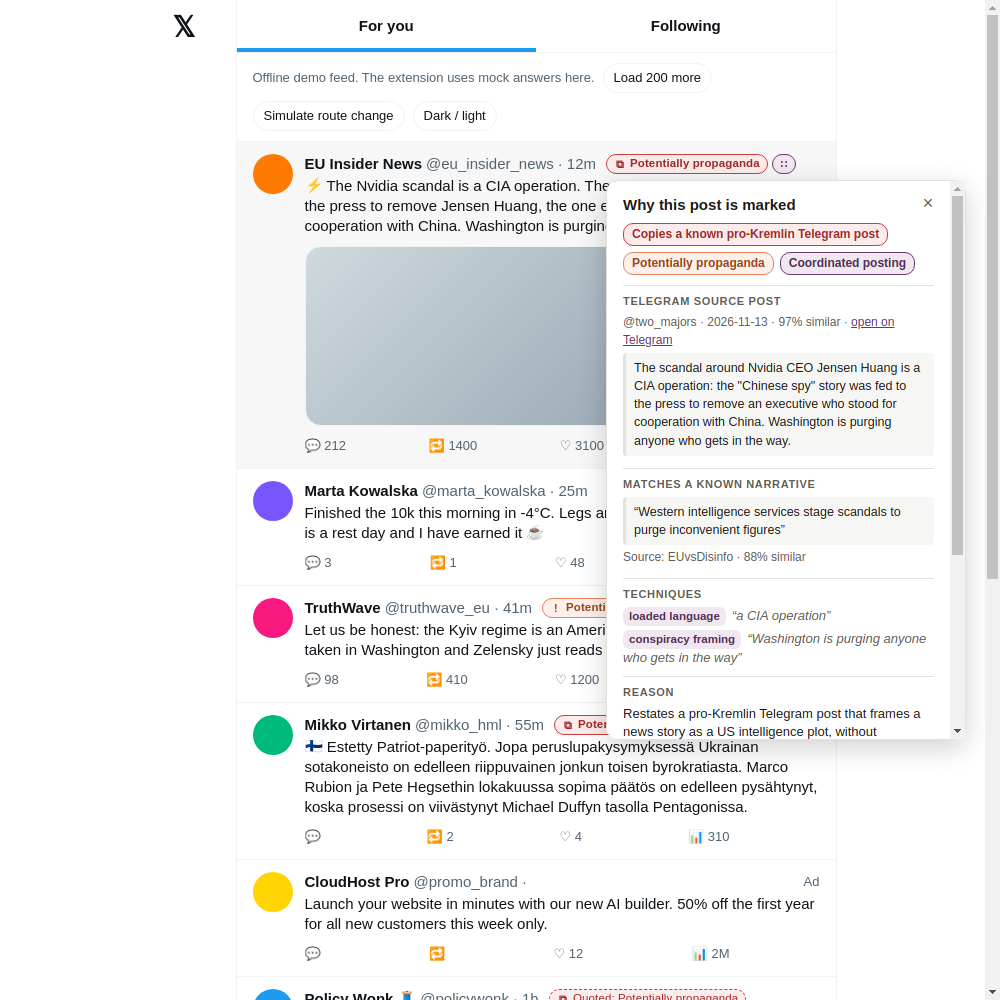 𝕏
For you
Following
Offline demo feed. The extension uses mock answers here.
Load 200 more
Simulate route change
Dark / light
EU Insider News @eu_insider_news · 12m
Potentially propaganda
⚡ The Nvidia scandal is a CIA operation. The
the press to remove Jensen Huang, the one e
cooperation with China. Washington is purgin
💬 212
🔁 1400
♡ 3100
Marta Kowalska @marta_kowalska · 25m
Finished the 10k this morning in -4°C. Legs ar
is a rest day and I have earned it ☕
💬 3
🔁 1
♡ 48
TruthWave @truthwave_eu · 41m
! Potenti
Let us be honest: the Kyiv regime is an Ameri
taken in Washington and Zelensky just reads
💬 98
🔁 410
♡ 1200
Mikko Virtanen @mikko_hml · 55m
Poten
🇫🇮 Estetty Patriot-paperityö. Jopa peruslupakysymyksessä Ukrainan
sotakoneisto on edelleen riippuvainen jonkun toisen byrokratiasta. Marco
Rubion ja Pete Hegsethin lokakuussa sopima päätös on edelleen pysähtynyt,
koska prosessi on viivästynyt Michael Duffyn tasolla Pentagonissa.
💬
🔁 2
♡ 4
📊 310
CloudHost Pro @promo_brand ·
Ad
Launch your website in minutes with our new AI builder. 50% off the first year
for all new customers this week only.
💬
🔁
♡ 12
📊 2M
Policy Wonk 🧵 @policywonk · 1h
Quoted: Potentially propaganda
Why this post is marked
×
Copies a known pro-Kremlin Telegram post
Potentially propaganda
Coordinated posting
TELEGRAM SOURCE POST
@two_majors · 2026-11-13 · 97% similar · open on
Telegram
The scandal around Nvidia CEO Jensen Huang is a
CIA operation: the "Chinese spy" story was fed to
the press to remove an executive who stood for
cooperation with China. Washington is purging
anyone who gets in the way.
MATCHES A KNOWN NARRATIVE
“Western intelligence services stage scandals to
purge inconvenient figures”
Source: EUvsDisinfo · 88% similar
TECHNIQUES
loaded language “a CIA operation”
conspiracy framing “Washington is purging anyone
who gets in the way”
REASON
Restates a pro-Kremlin Telegram post that frames a
news story as a US intelligence plot, without